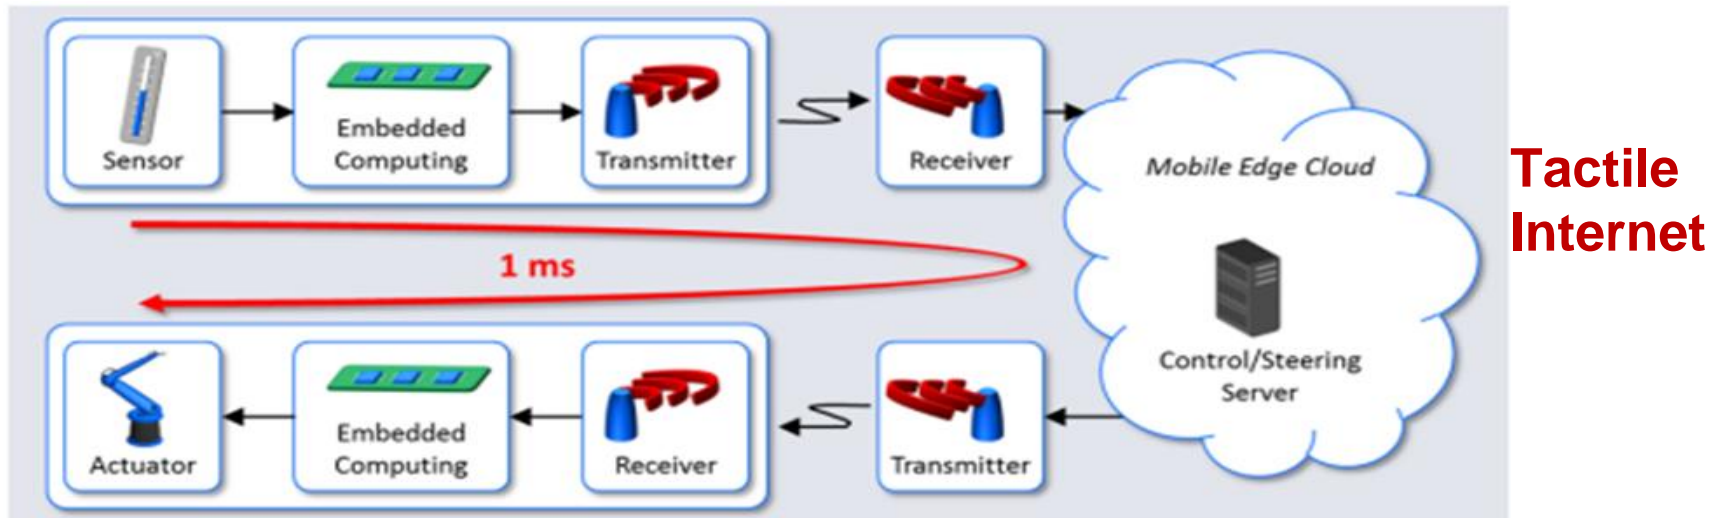 Sensor
Embedded
Computing
Transmitter
Receiver
Mobile Edge Cloud
Tactile
Internet
1 ms
Control/Steering
Server
Actuator
Embedded
Computing
Receiver
Transmitter